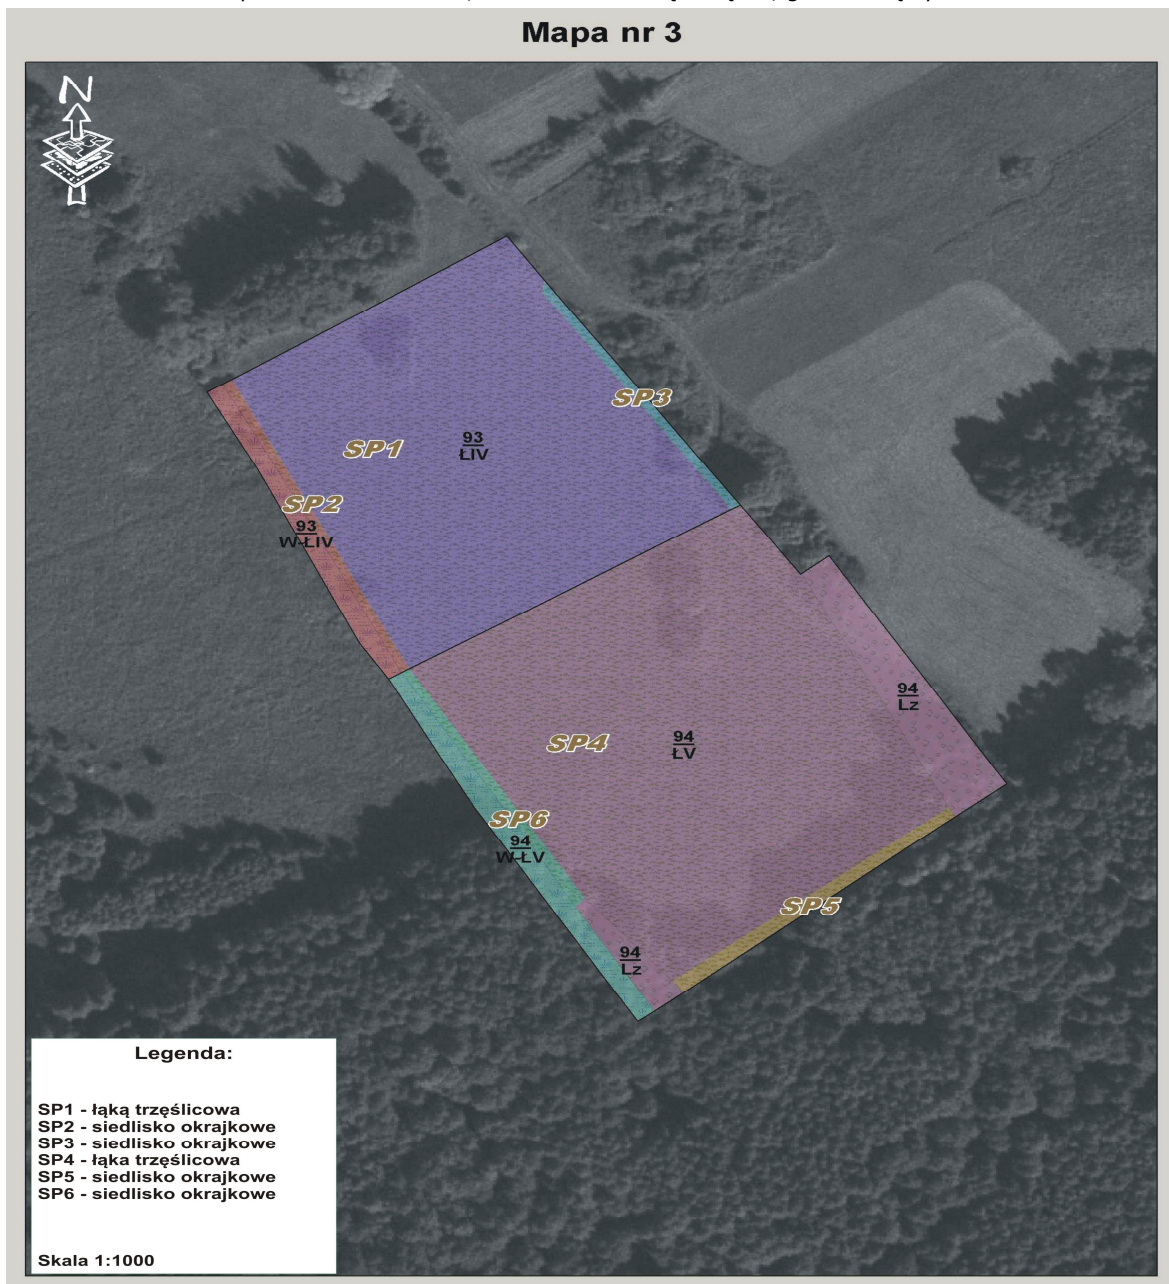 Mapa nr 3
N
SP3
93
ŁIV
SP1
SP2
93
W-ŁIV
94
Lz
SP4
94
ŁV
SP6
94
W-ŁV
SP5
94
Lz
Legenda:
SP1 - łąką trzęślicowa
SP2 - siedlisko okrajkowe
SP3 - siedlisko okrajkowe
SP4 - łąka trzęślicowa
SP5 - siedlisko okrajkowe
SP6 - siedlisko okrajkowe
Skala 1:1000